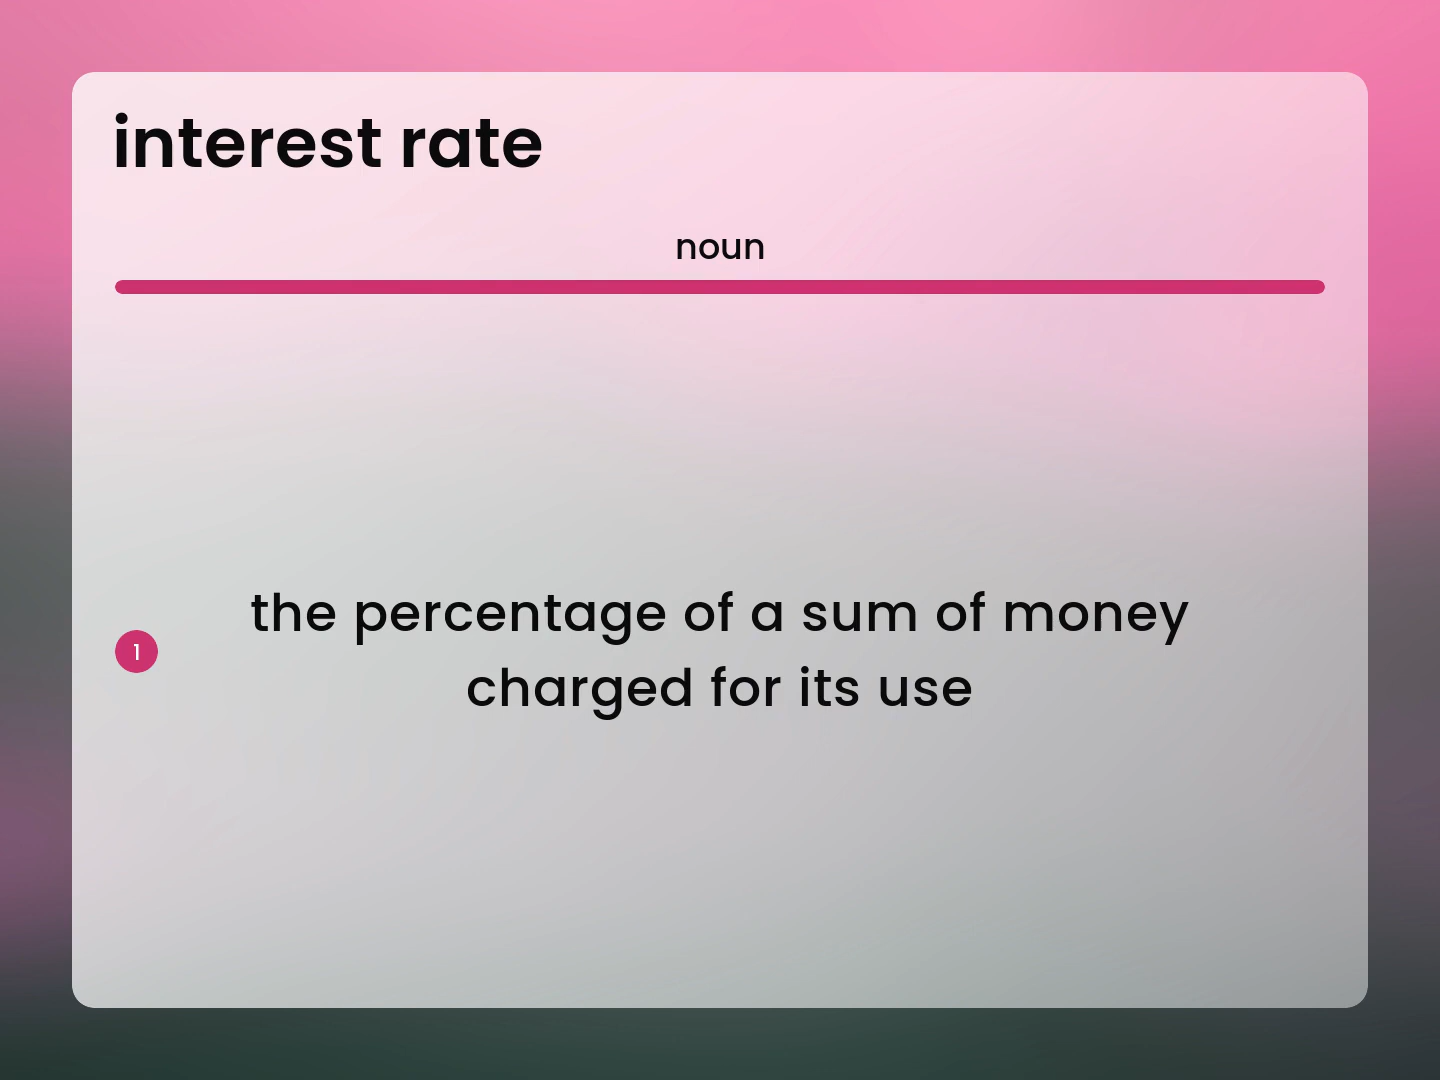 interest rate
noun
1
the percentage of a sum of money
charged for its use